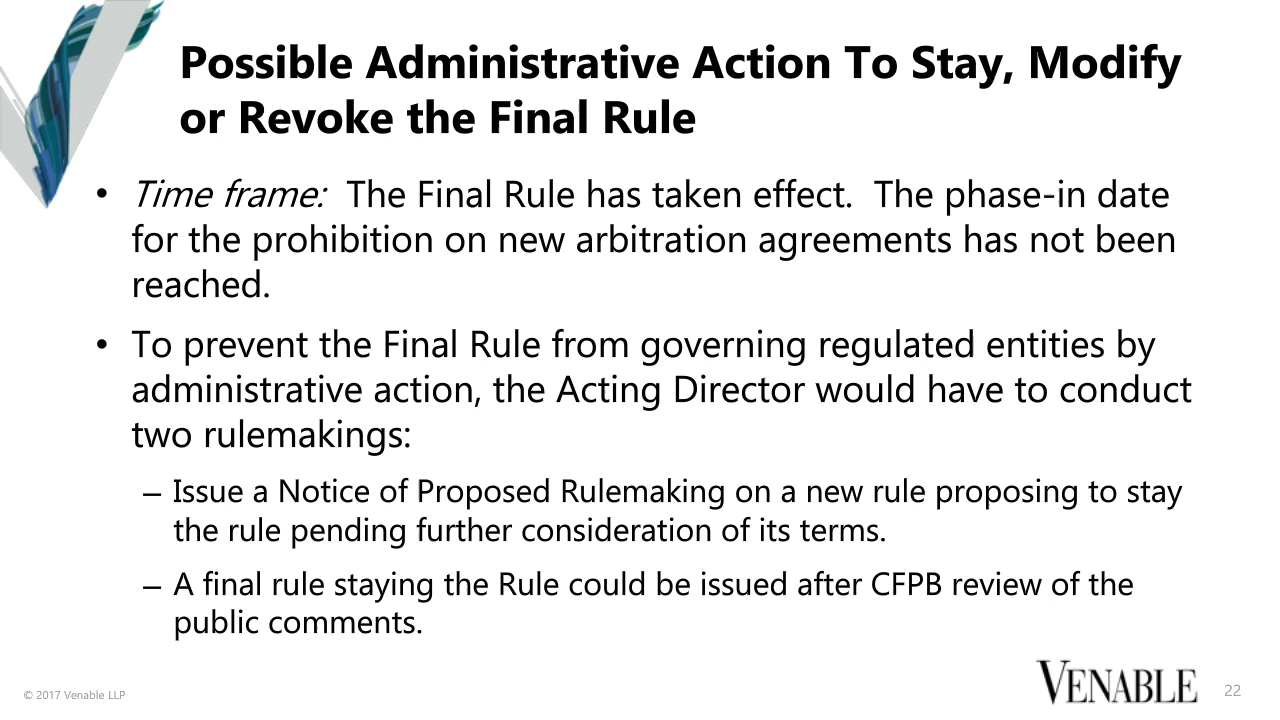 Possible Administrative Action To Stay, Modify
or Revoke the Final Rule
• Time frame:  The Final Rule has taken effect.  The phase-in date
for the prohibition on new arbitration agreements has not been
reached.
• To prevent the Final Rule from governing regulated entities by
administrative action, the Acting Director would have to conduct
two rulemakings:
– Issue a Notice of Proposed Rulemaking on a new rule proposing to stay
the rule pending further consideration of its terms.
– A final rule staying the Rule could be issued after CFPB review of the
public comments.
© 2017 Venable LLP
VENABLE
22